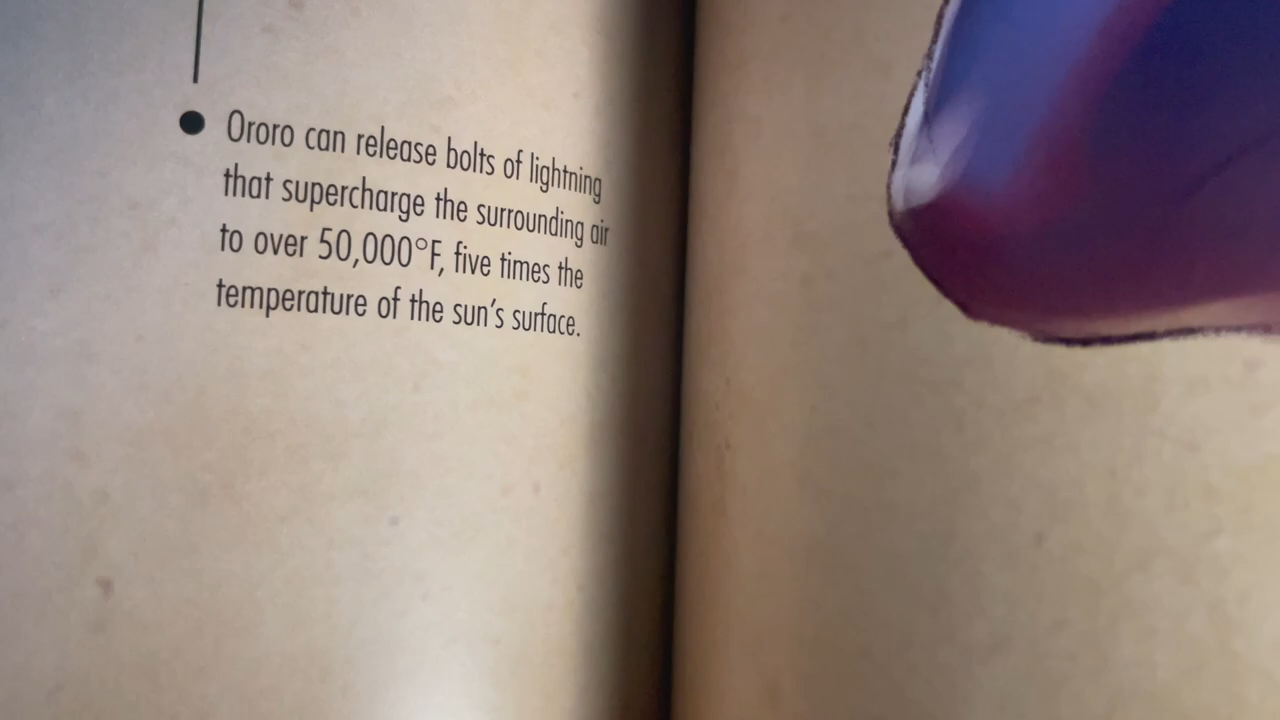 Ororo can release bolts of lightning
that supercharge the surrounding air
to over 50,000°F, five times the
temperature of the sun's surface.